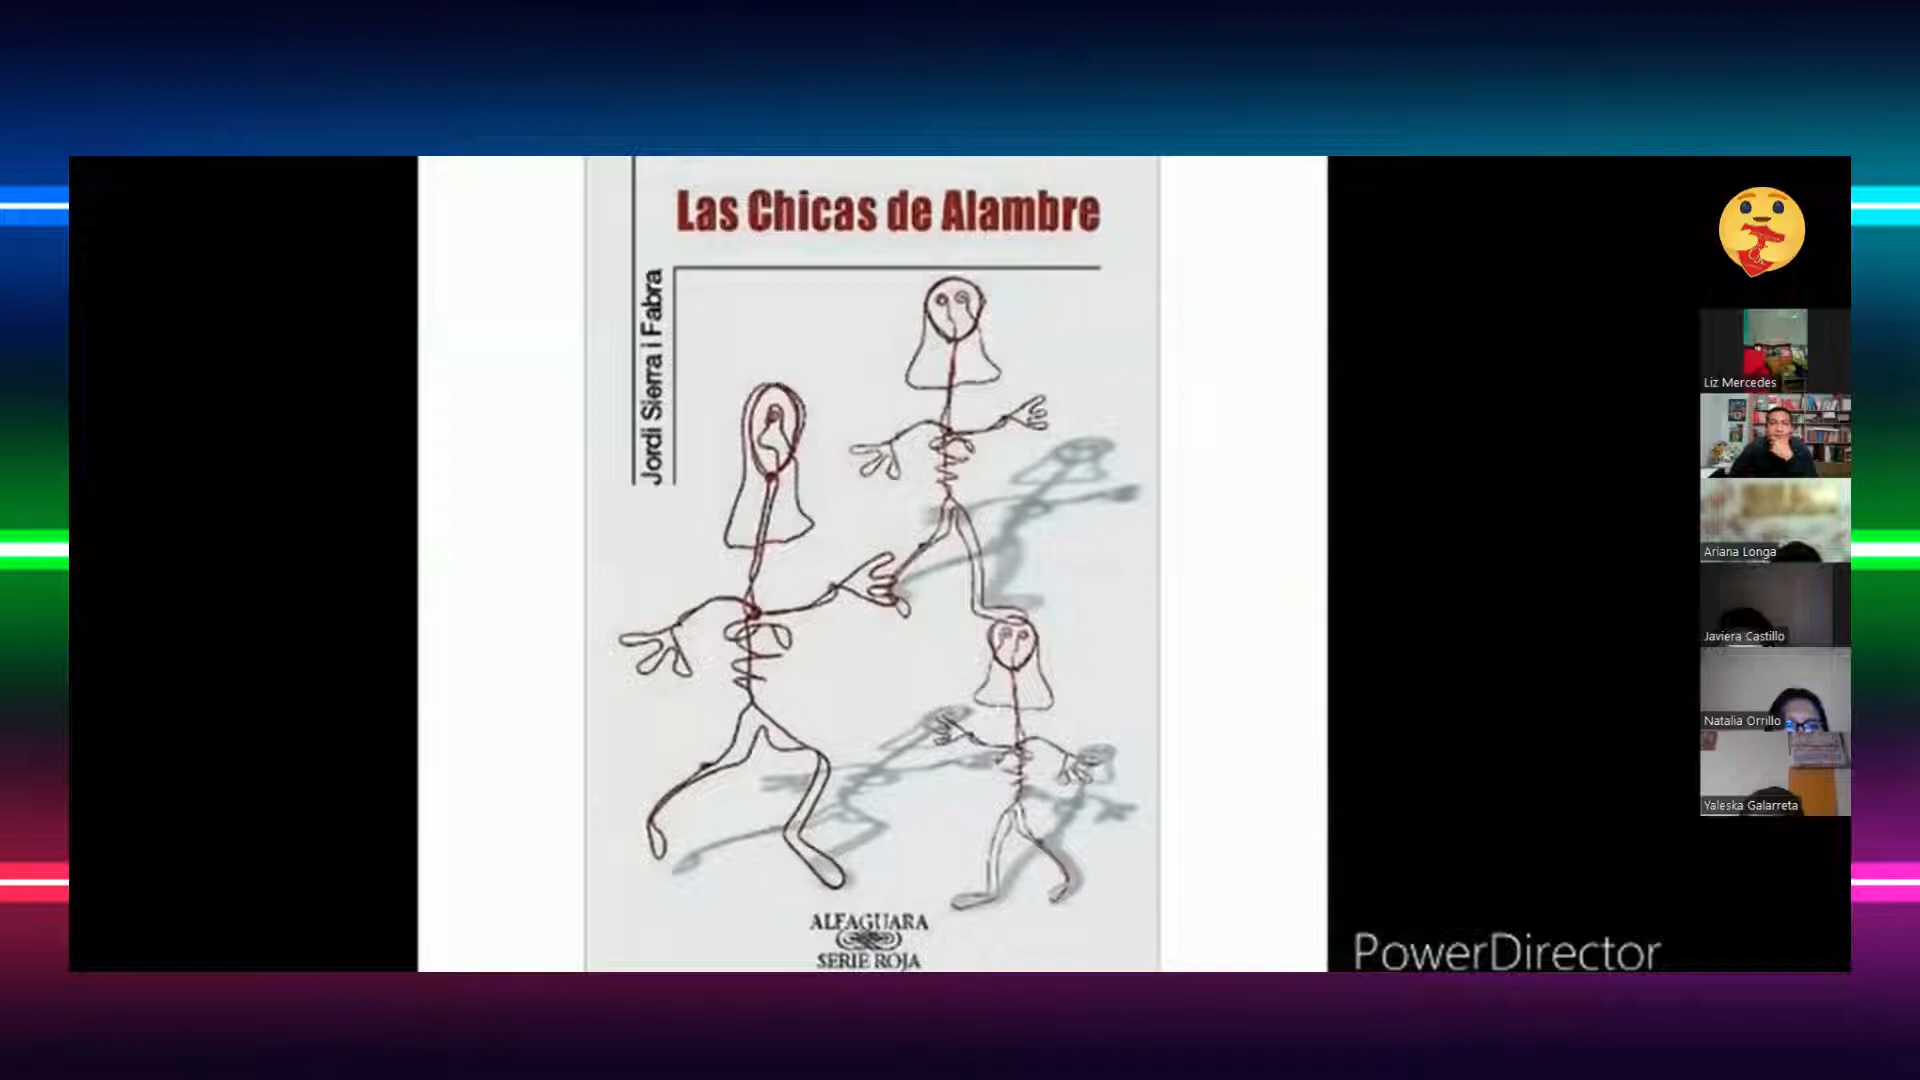 Las Chicas de Alambre
Jordi Sierra i Fabra
ALFAGUARA
SERIE ROJA
Liz Mercedes
Ariana Longa
Javiera Castillo
Natalia Orrillo
Yaleska Galarreta
PowerDirector